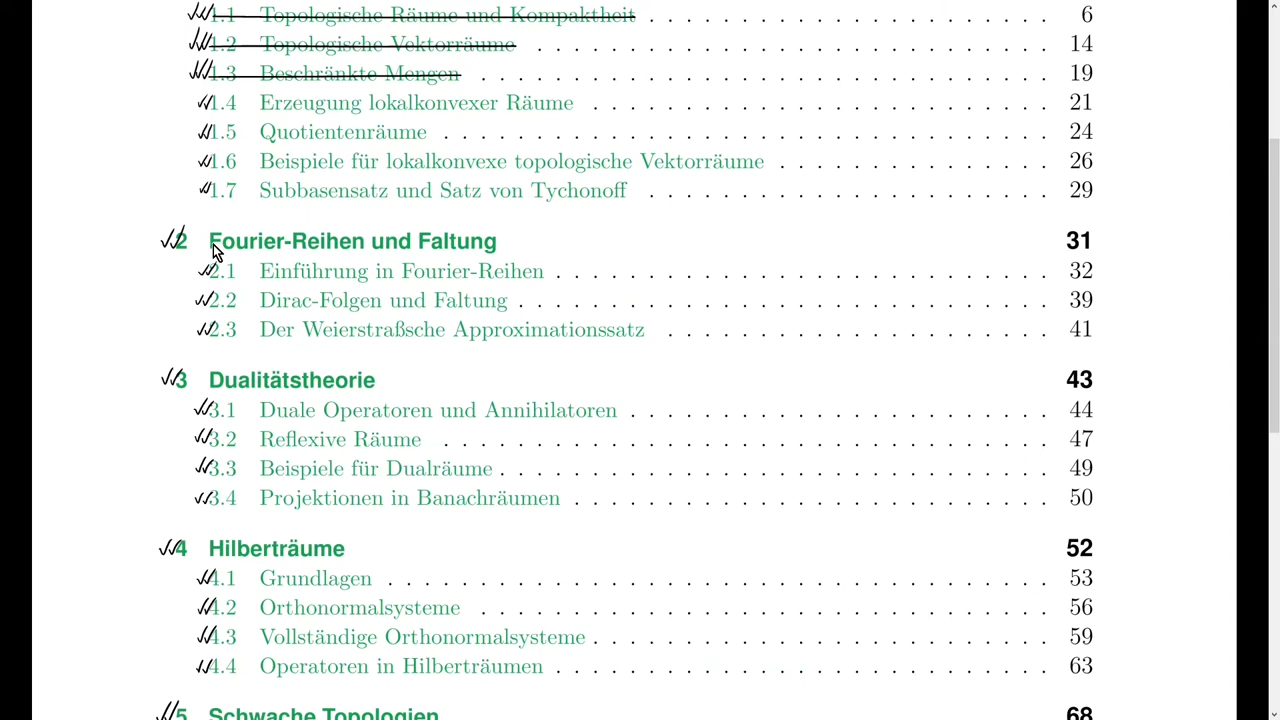 1.1 Topologische Räume und Kompaktheit . . . . . . . . . . . . . . . . . 6
1.2 Topologische Vektorräume . . . . . . . . . . . . . . . . . . . . . . 14
1.3 Beschränkte Mengen . . . . . . . . . . . . . . . . . . . . . . . . 19
1.4 Erzeugung lokalkonvexer Räume . . . . . . . . . . . . . . . . . . . . 21
1.5 Quotientenräume . . . . . . . . . . . . . . . . . . . . . . . . . . 24
1.6 Beispiele für lokalkonvexe topologische Vektorräume . . . . . . . . . . . . 26
1.7 Subbasensatz und Satz von Tychonoff . . . . . . . . . . . . . . . . . 29
2 Fourier-Reihen und Faltung 31
2.1 Einführung in Fourier-Reihen . . . . . . . . . . . . . . . . . . . . . 32
2.2 Dirac-Folgen und Faltung . . . . . . . . . . . . . . . . . . . . . . . 39
2.3 Der Weierstraßsche Approximationssatz . . . . . . . . . . . . . . . . . 41
3 Dualitätstheorie 43
3.1 Duale Operatoren und Annihilatoren . . . . . . . . . . . . . . . . . . 44
3.2 Reflexive Räume . . . . . . . . . . . . . . . . . . . . . . . . . . 47
3.3 Beispiele für Dualräume . . . . . . . . . . . . . . . . . . . . . . . . 49
3.4 Projektionen in Banachräumen . . . . . . . . . . . . . . . . . . . . 50
4 Hilberträume 52
4.1 Grundlagen . . . . . . . . . . . . . . . . . . . . . . . . . . . . 53
4.2 Orthonormalsysteme . . . . . . . . . . . . . . . . . . . . . . . . 56
4.3 Vollständige Orthonormalsysteme . . . . . . . . . . . . . . . . . . . . 59
4.4 Operatoren in Hilberträumen . . . . . . . . . . . . . . . . . . . . . 63
5 Schwache Topologien 68